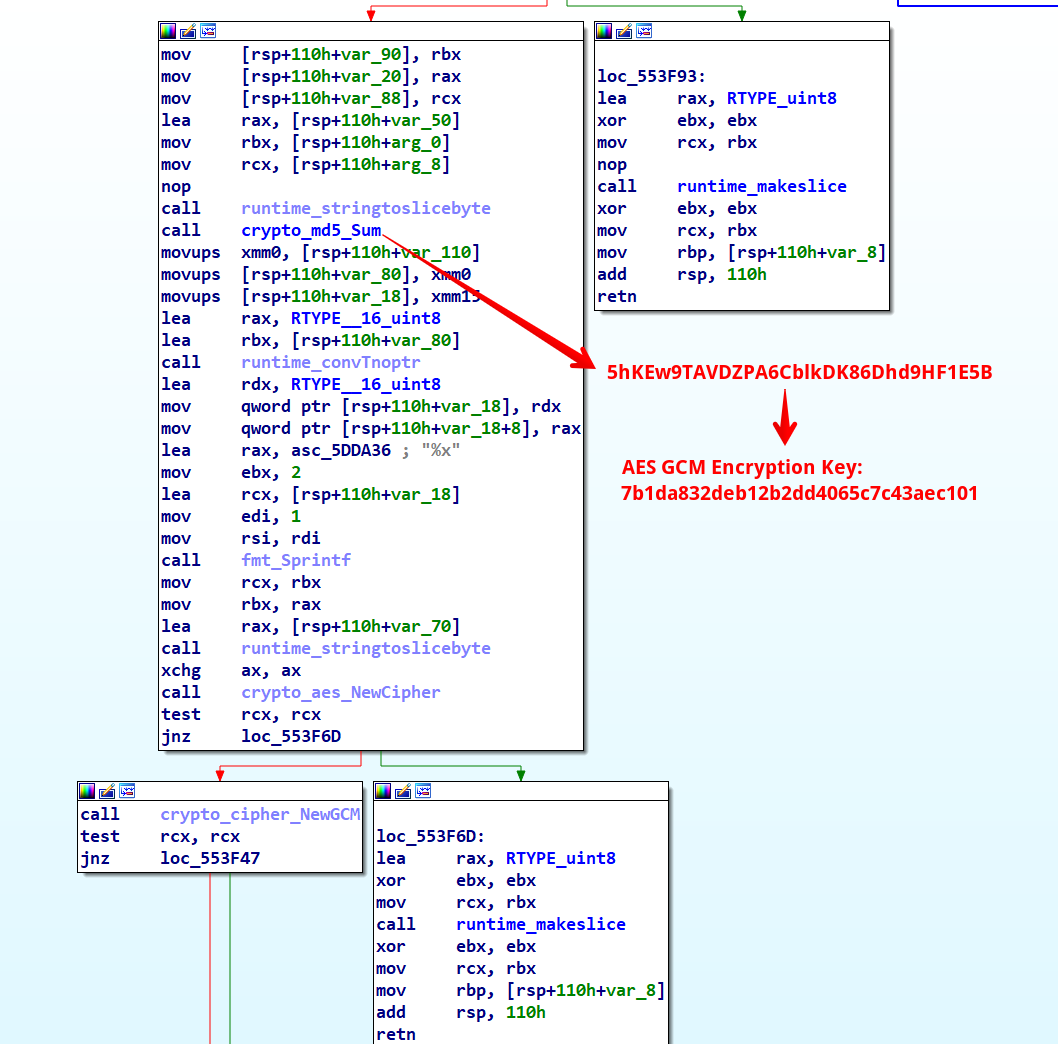 mov [rsp+110h+var_90], rbx
mov [rsp+110h+var_20], rax
mov [rsp+110h+var_88], rcx
lea rax, [rsp+110h+var_50]
mov rbx, [rsp+110h+arg_0]
mov rcx, [rsp+110h+arg_8]
nop
call runtime_stringtoslicebyte
call crypto_md5_Sum
movups xmm0, [rsp+110h+var_110]
movups [rsp+110h+var_80], xmm0
movups [rsp+110h+var_18], xmm15
lea rax, RTYPE__16_uint8
lea rbx, [rsp+110h+var_80]
call runtime_convTnoptr
lea rdx, RTYPE__16_uint8
mov qword ptr [rsp+110h+var_18], rdx
mov qword ptr [rsp+110h+var_18+8], rax
lea rax, asc_5DDA36 ; "%x"
mov ebx, 2
lea rcx, [rsp+110h+var_18]
mov edi, 1
mov rsi, rdi
call fmt_Sprintf
mov rcx, rbx
mov rbx, rax
lea rax, [rsp+110h+var_70]
call runtime_stringtoslicebyte
xchg ax, ax
call crypto_aes_NewCipher
test rcx, rcx
jnz loc_553F6D
loc_553F93:
lea rax, RTYPE_uint8
xor ebx, ebx
mov rcx, rbx
nop
call runtime_makeslice
xor ebx, ebx
mov rcx, rbx
mov rbp, [rsp+110h+var_8]
add rsp, 110h
retn
5hKEw9TAVDZPA6CblkDK86Dhd9HF1E5B
AES GCM Encryption Key:
7b1da832deb12b2dd4065c7c43aec101
call crypto_cipher_NewGCM
test rcx, rcx
jnz loc_553F47
loc_553F6D:
lea rax, RTYPE_uint8
xor ebx, ebx
mov rcx, rbx
call runtime_makeslice
xor ebx, ebx
mov rcx, rbx
mov rbp, [rsp+110h+var_8]
add rsp, 110h
retn